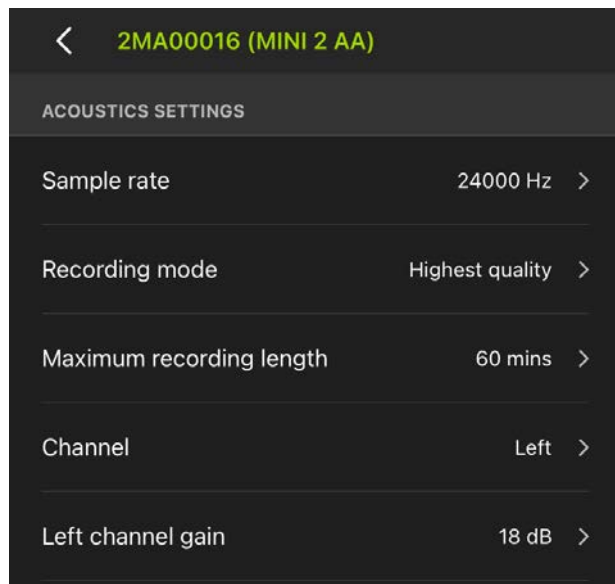 2MA00016 (MINI 2 AA)
ACOUSTICS SETTINGS
Sample rate 24000 Hz
Recording mode Highest quality
Maximum recording length 60 mins
Channel Left
Left channel gain 18 dB